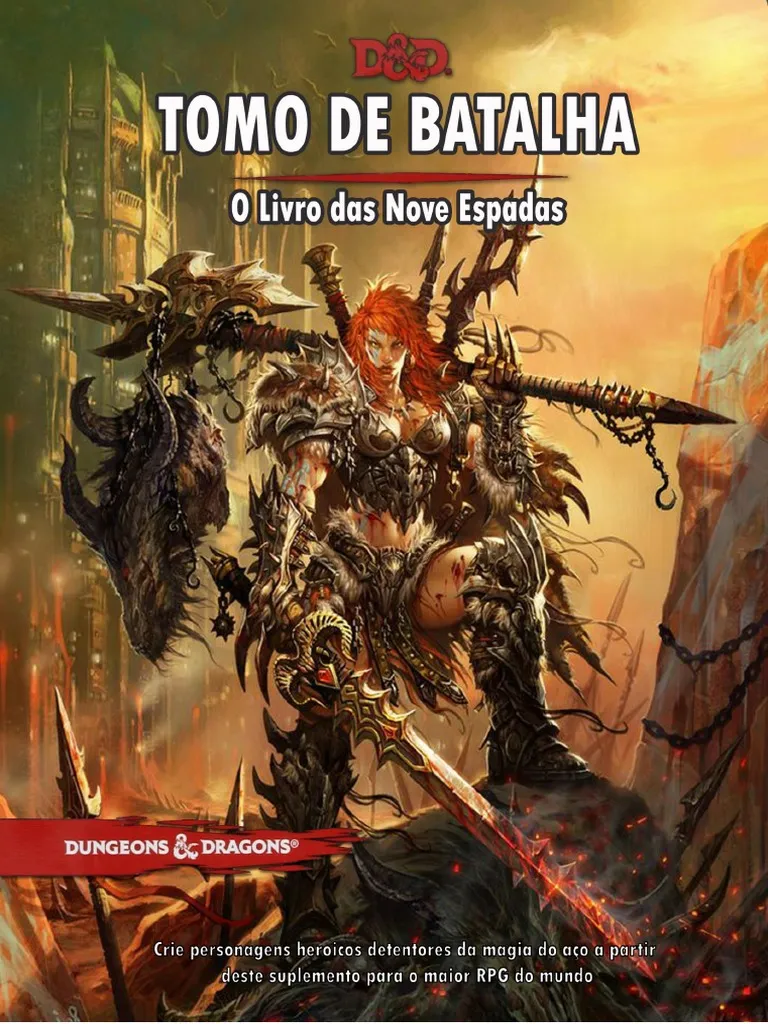 D&D
TOMO DE BATALHA
O Livro das Nove Espadas
DUNGEONS & DRAGONS®
Crie personagens heroicos detentores da magia do aço a partir
deste suplemento para o maior RPG do mundo